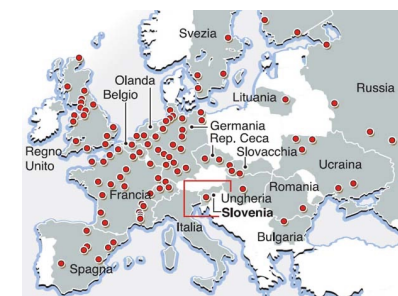 Svezia
Olanda
Belgio
Lituania
Russia
Germania
Rep. Ceca
Slovacchia
Regno
Unito
Ucraina
Francia
Ungheria
Romania
Slovenia
Italia
Bulgaria
Spagna